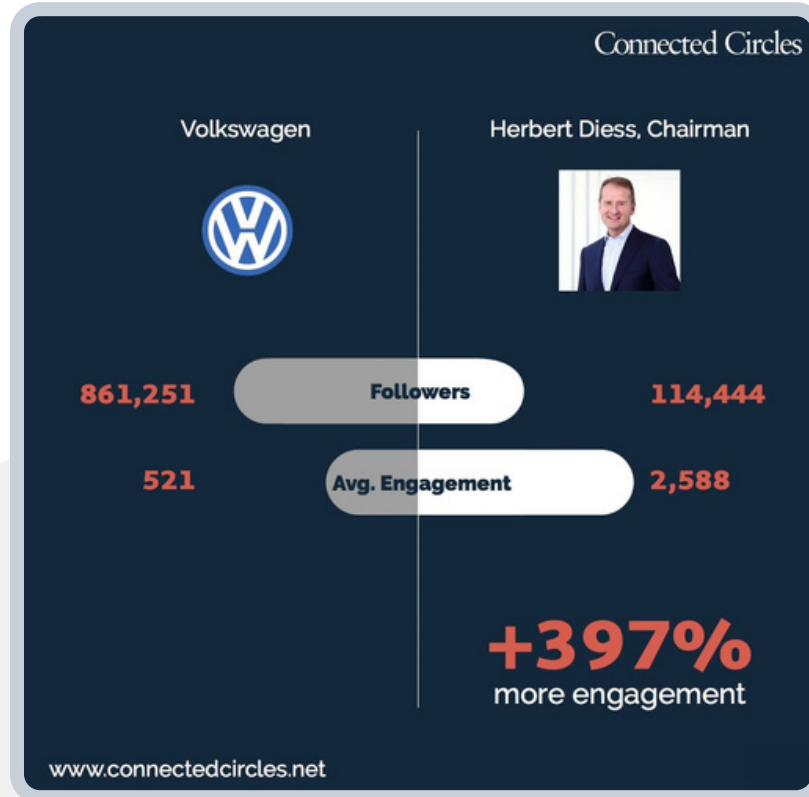 Connected Circles
Volkswagen
Herbert Diess, Chairman
861,251
Followers
114,444
521
Avg. Engagement
2,588
+397%
more engagement
www.connectedcircles.net